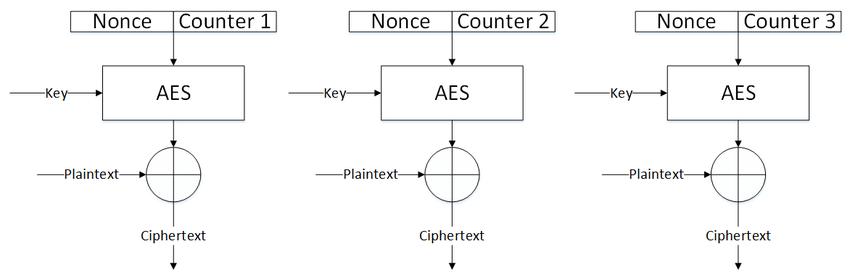 Nonce Counter 1 Nonce Counter 2 Nonce Counter 3
Key AES Key AES Key AES
Plaintext Plaintext Plaintext
Ciphertext Ciphertext Ciphertext